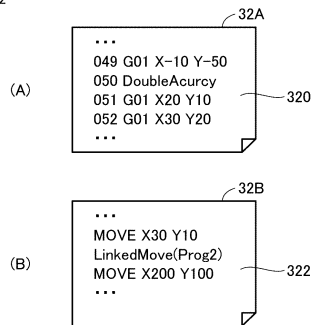 32A
(A)
...
049 G01 X-10 Y-50
050 DoubleAcurcy
051 G01 X20 Y10
052 G01 X30 Y20
...
320
32B
(B)
...
MOVE X30 Y10
LinkedMove(Prog2)
MOVE X200 Y100
...
322